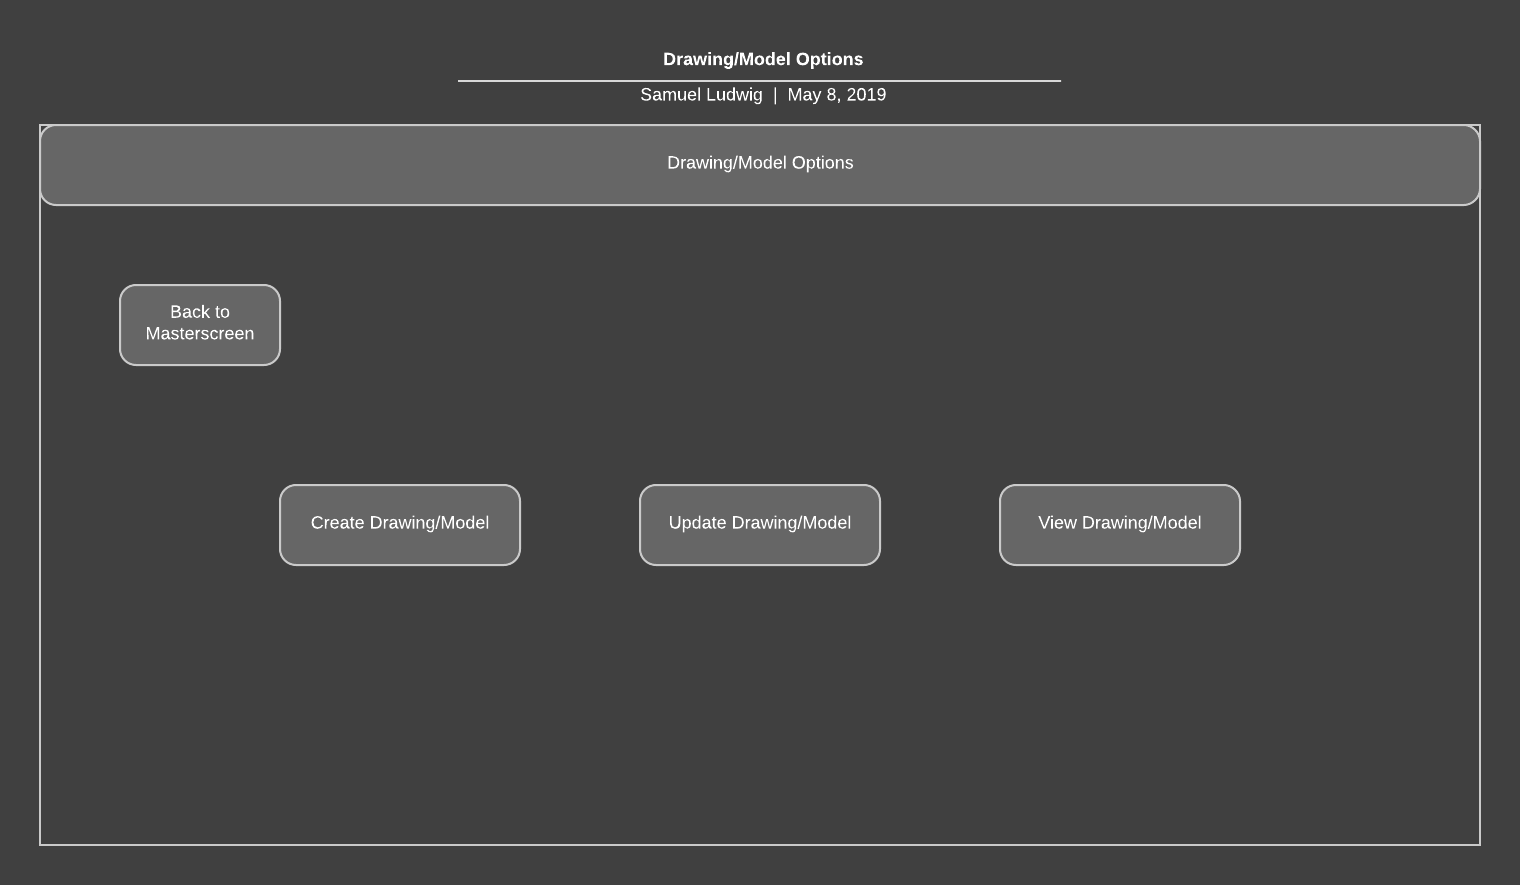 Drawing/Model Options
Samuel Ludwig | May 8, 2019
Drawing/Model Options
Back to
Masterscreen
Create Drawing/Model
Update Drawing/Model
View Drawing/Model